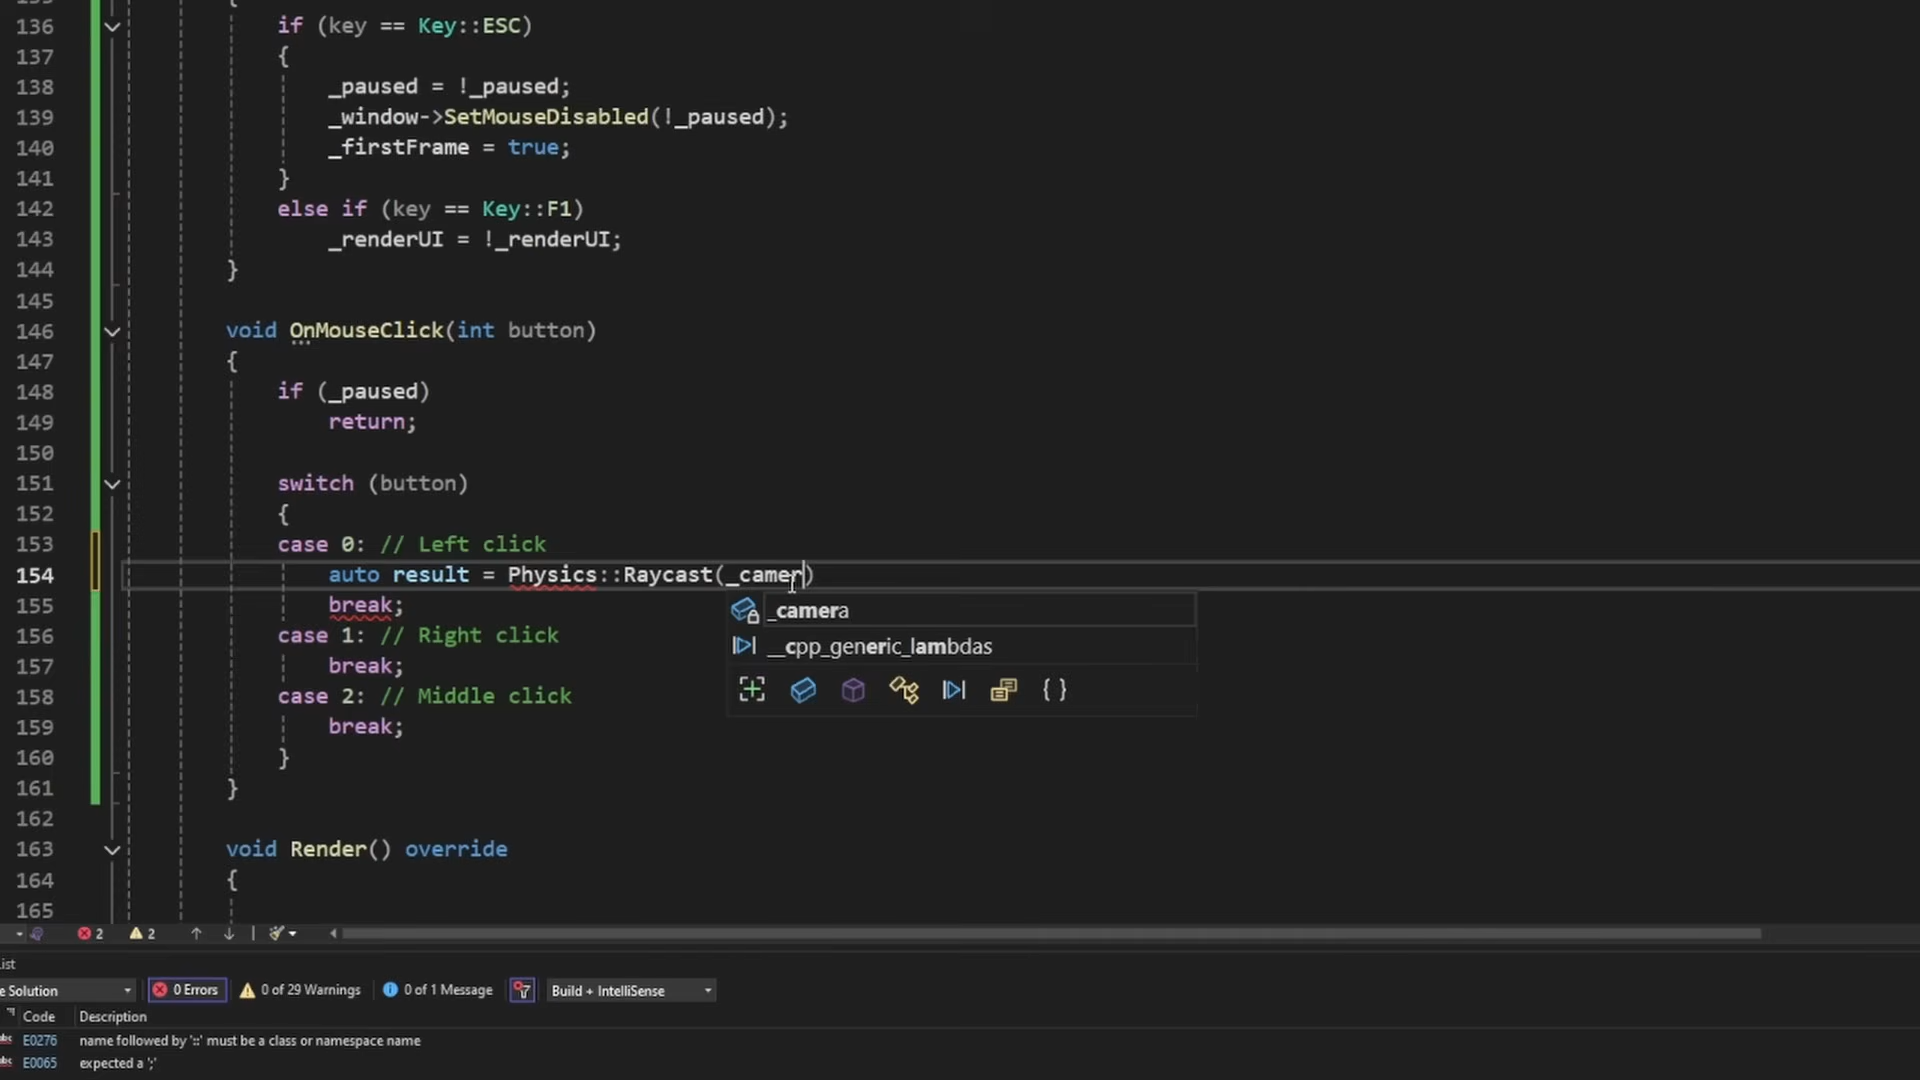 135 {
136 if (key == Key::ESC)
137 {
138 _paused = !_paused;
139 _window->SetMouseDisabled(!_paused);
140 _firstFrame = true;
141 }
142 else if (key == Key::F1)
143 _renderUI = !_renderUI;
144 }
145
146 void OnMouseClick(int button)
147 {
148 if (_paused)
149 return;
150
151 switch (button)
152 {
153 case 0: // Left click
154 auto result = Physics::Raycast(_camer)
155 break;
_camera
156 case 1: // Right click
__cpp_generic_lambdas
157 break;
158 case 2: // Middle click
159 break;
160 }
161 }
162
163 void Render() override
164 {
165
2 2
ist
e Solution 0 Errors 0 of 29 Warnings 0 of 1 Message Build + IntelliSense
Code Description
abc E0276 name followed by '::' must be a class or namespace name
abc E0065 expected a ';'